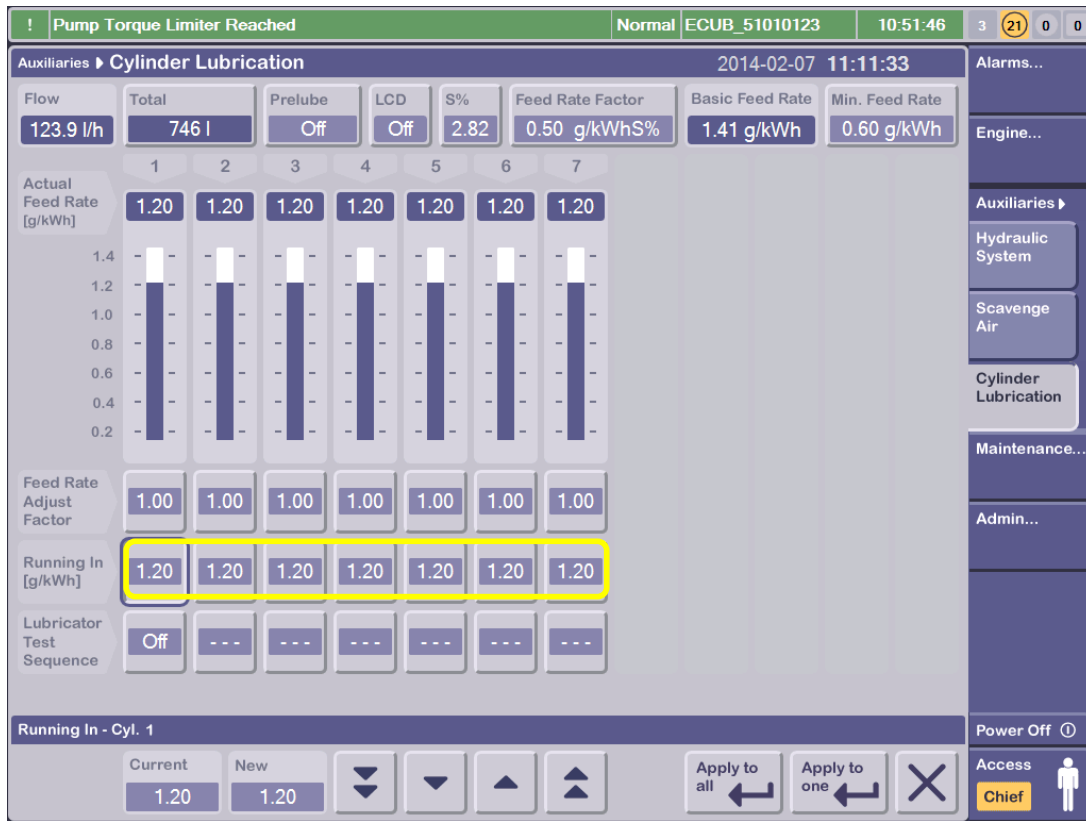 ! Pump Torque Limiter Reached Normal ECUB_51010123 10:51:46 3 21 0 0
Auxiliaries Cylinder Lubrication 2014-02-07 11:11:33
Flow Total Prelube LCD S% Feed Rate Factor Basic Feed Rate Min. Feed Rate
123.9 l/h 746 l Off Off 2.82 0.50 g/kWhS% 1.41 g/kWh 0.60 g/kWh
1 2 3 4 5 6 7
Actual
Feed Rate
[g/kWh]
1.20 1.20 1.20 1.20 1.20 1.20 1.20
1.4
1.2
1.0
0.8
0.6
0.4
0.2
Feed Rate
Adjust
Factor
1.00 1.00 1.00 1.00 1.00 1.00 1.00
Running In
[g/kWh]
1.20 1.20 1.20 1.20 1.20 1.20 1.20
Lubricator
Test
Sequence
Off --- --- --- --- --- ---
Running In - Cyl. 1
Current New
1.20 1.20
Apply to
all
Apply to
one
Alarms...
Engine...
Auxiliaries
Hydraulic
System
Scavenge
Air
Cylinder
Lubrication
Maintenance...
Admin...
Power Off
Access
Chief